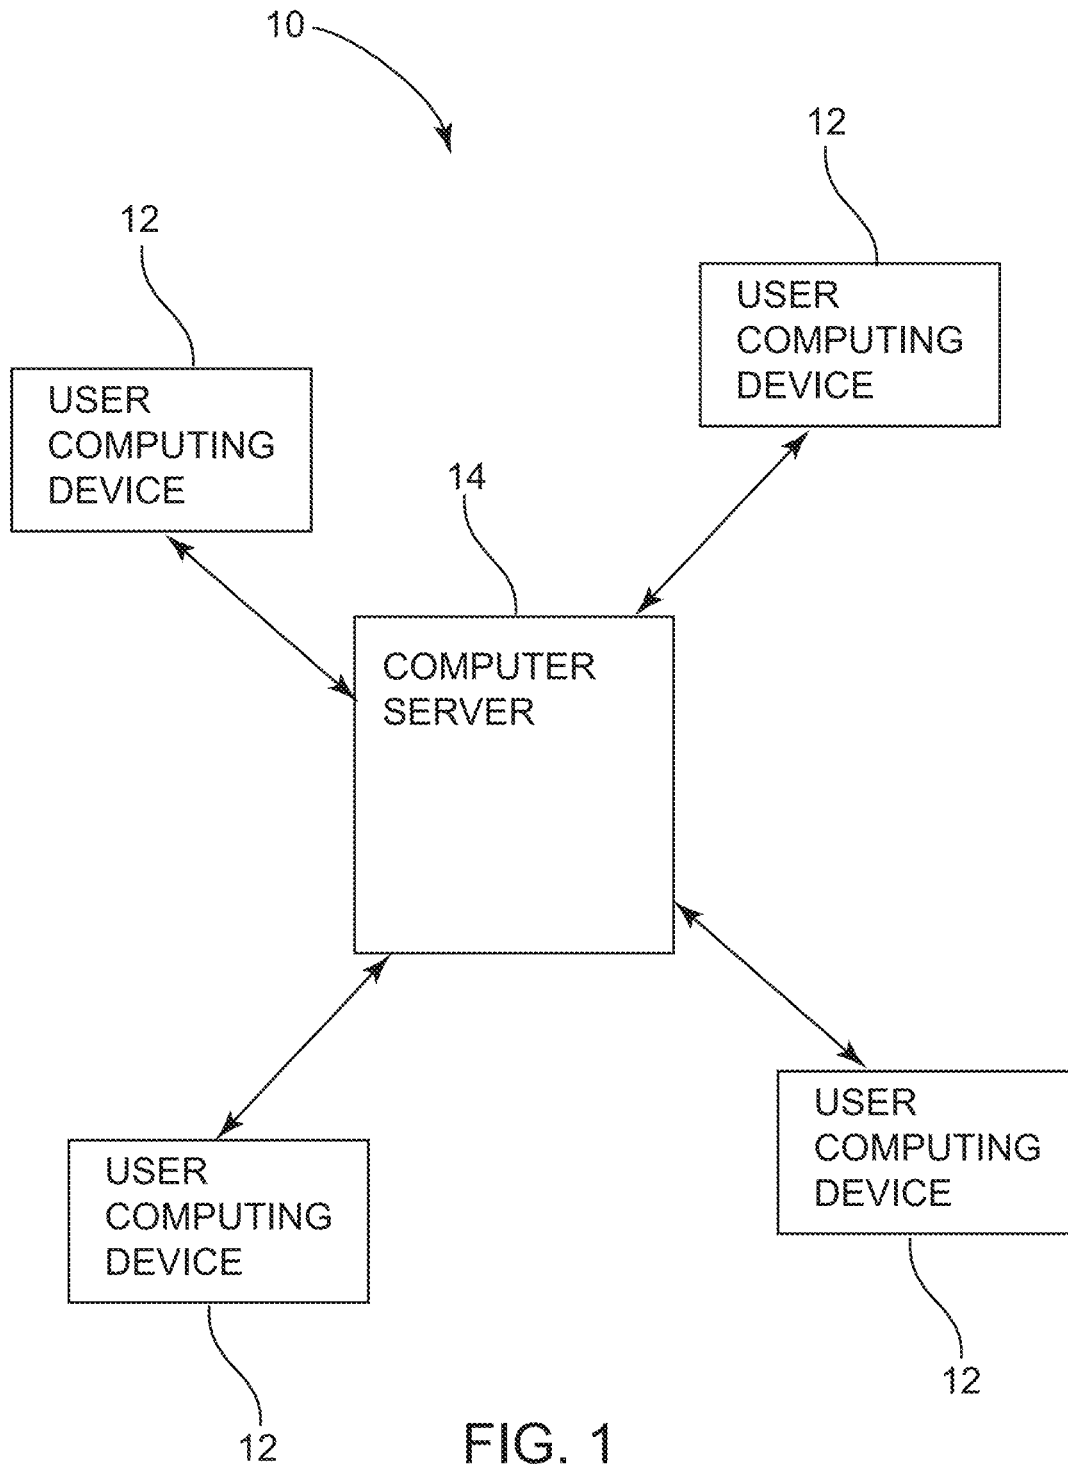 10
12
12
USER
COMPUTING
DEVICE
USER
COMPUTING
DEVICE
14
COMPUTER
SERVER
USER
COMPUTING
DEVICE
USER
COMPUTING
DEVICE
12
12
FIG. 1